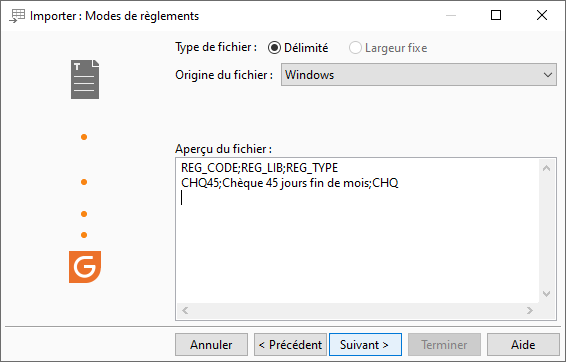 Importer : Modes de règlements
Type de fichier : Délimité Largeur fixe
Origine du fichier : Windows
T
Aperçu du fichier :
REG_CODE;REG_LIB;REG_TYPE
CHQ45;Chèque 45 jours fin de mois;CHQ
G
Annuler < Précédent Suivant > Terminer Aide